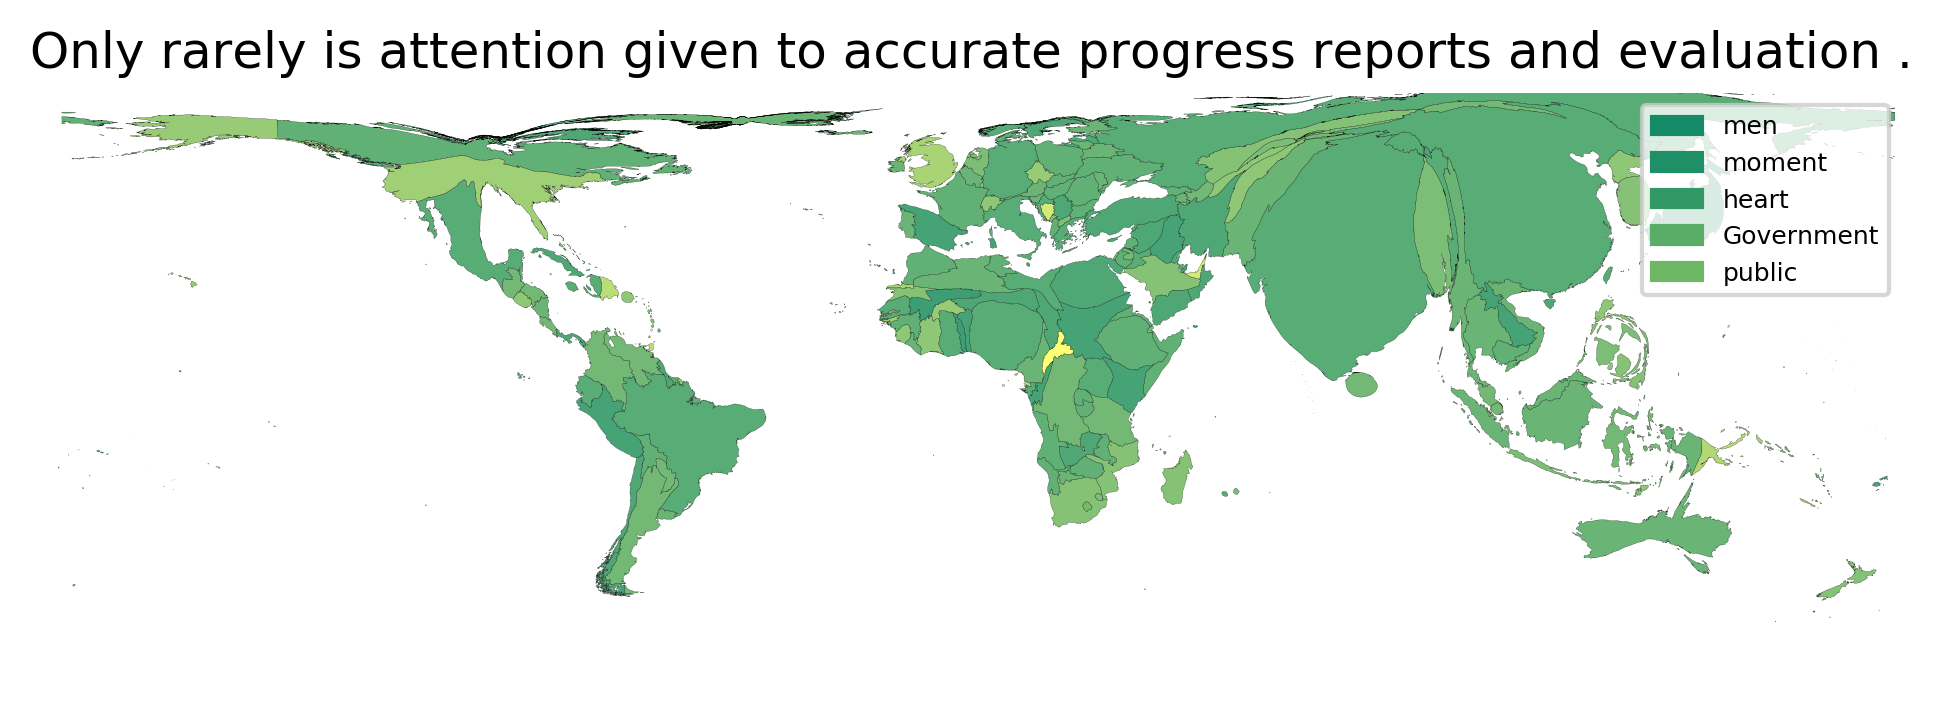 Only rarely is attention given to accurate progress reports and evaluation .
men
moment
heart
Government
public